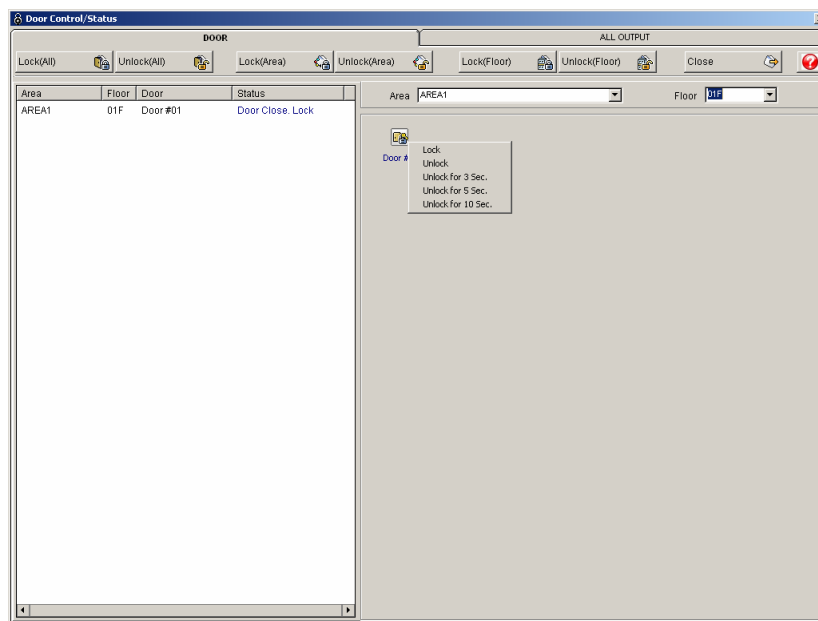 Door Control/Status
DOOR
ALL OUTPUT
Lock(All) Unlock(All) Lock(Area) Unlock(Area) Lock(Floor) Unlock(Floor) Close
Area Floor Door Status
AREA1 01F Door #01 Door Close. Lock
Area AREA1 Floor 01F
Door #
Lock
Unlock
Unlock for 3 Sec.
Unlock for 5 Sec.
Unlock for 10 Sec.